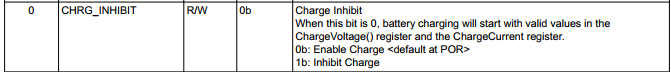 0 CHRG_INHIBIT R/W 0b Charge Inhibit
When this bit is 0, battery charging will start with valid values in the
ChargeVoltage() register and the ChargeCurrent register.
0b: Enable Charge <default at POR>
1b: Inhibit Charge